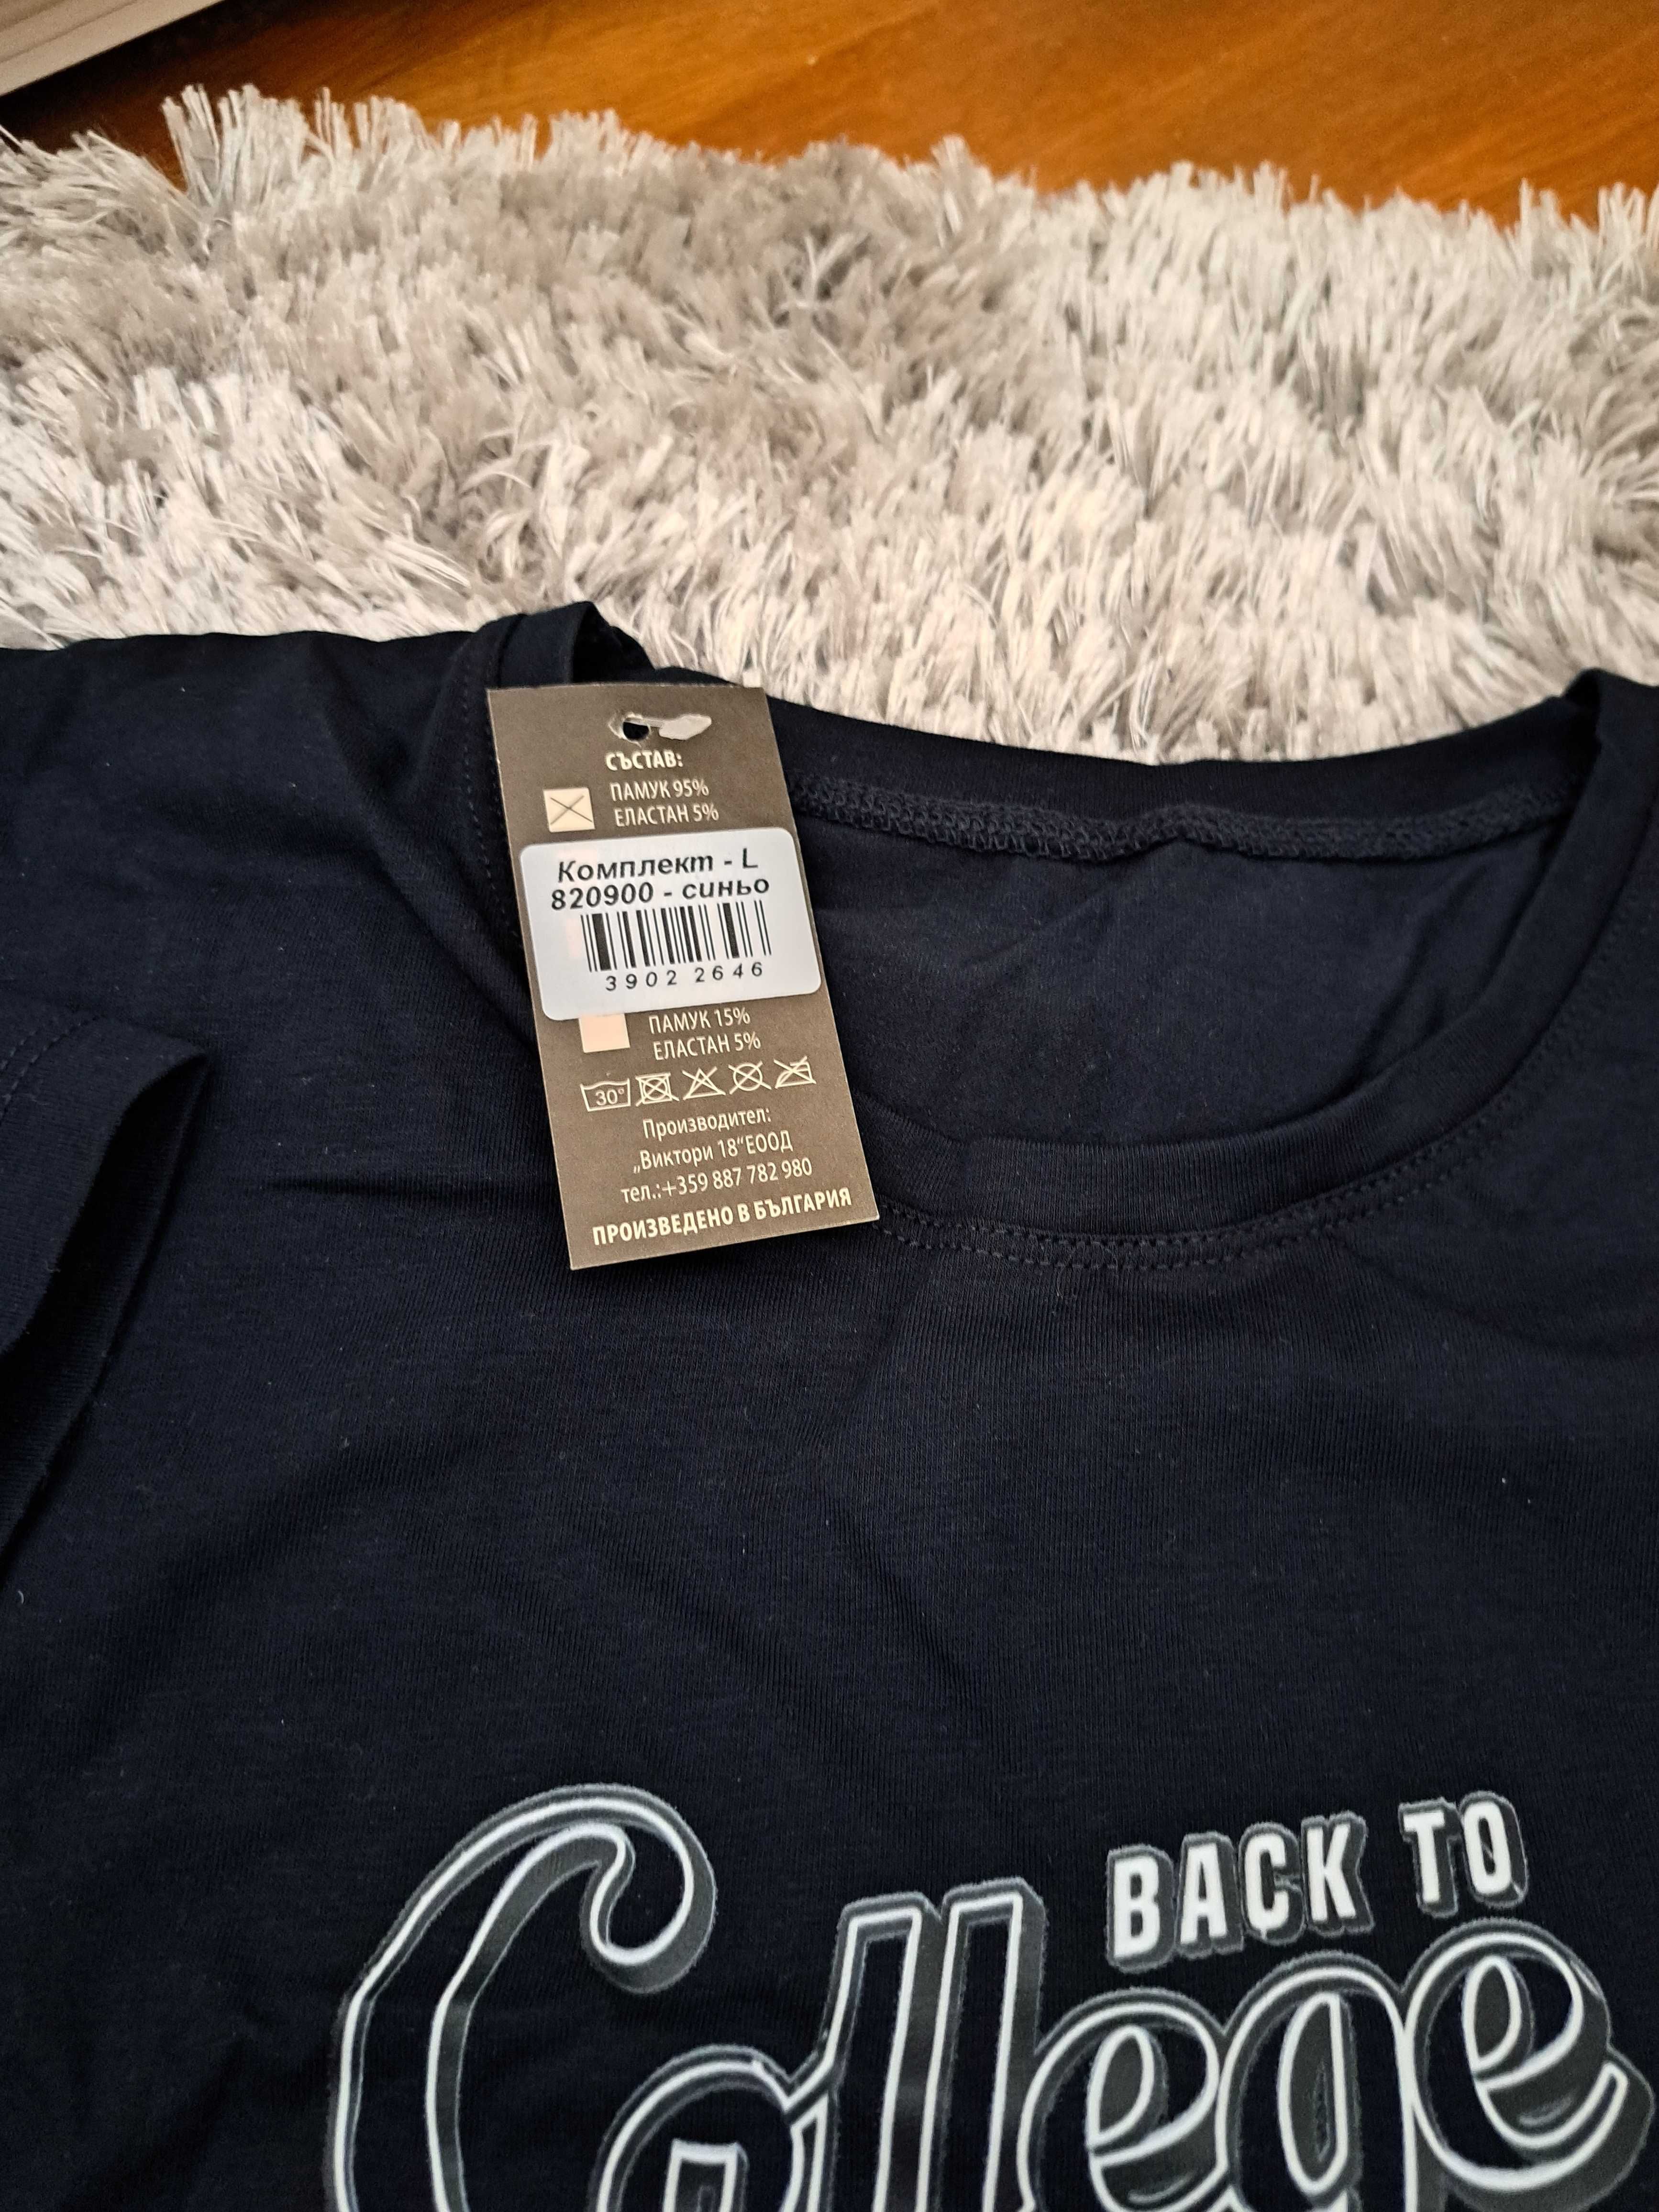 СЪСТАВ:
ПАМУК 95%
ЕЛАСТАН 5%
Комплект - L
820900 - синьо
3902 2646
ПАМУК 15%
ЕЛАСТАН 5%
30°
Производител:
„Виктори 18“ЕООД
тел.:+359 887 782 980
ПРОИЗВЕДЕНО В БЪЛГАРИЯ
BACK TO
College